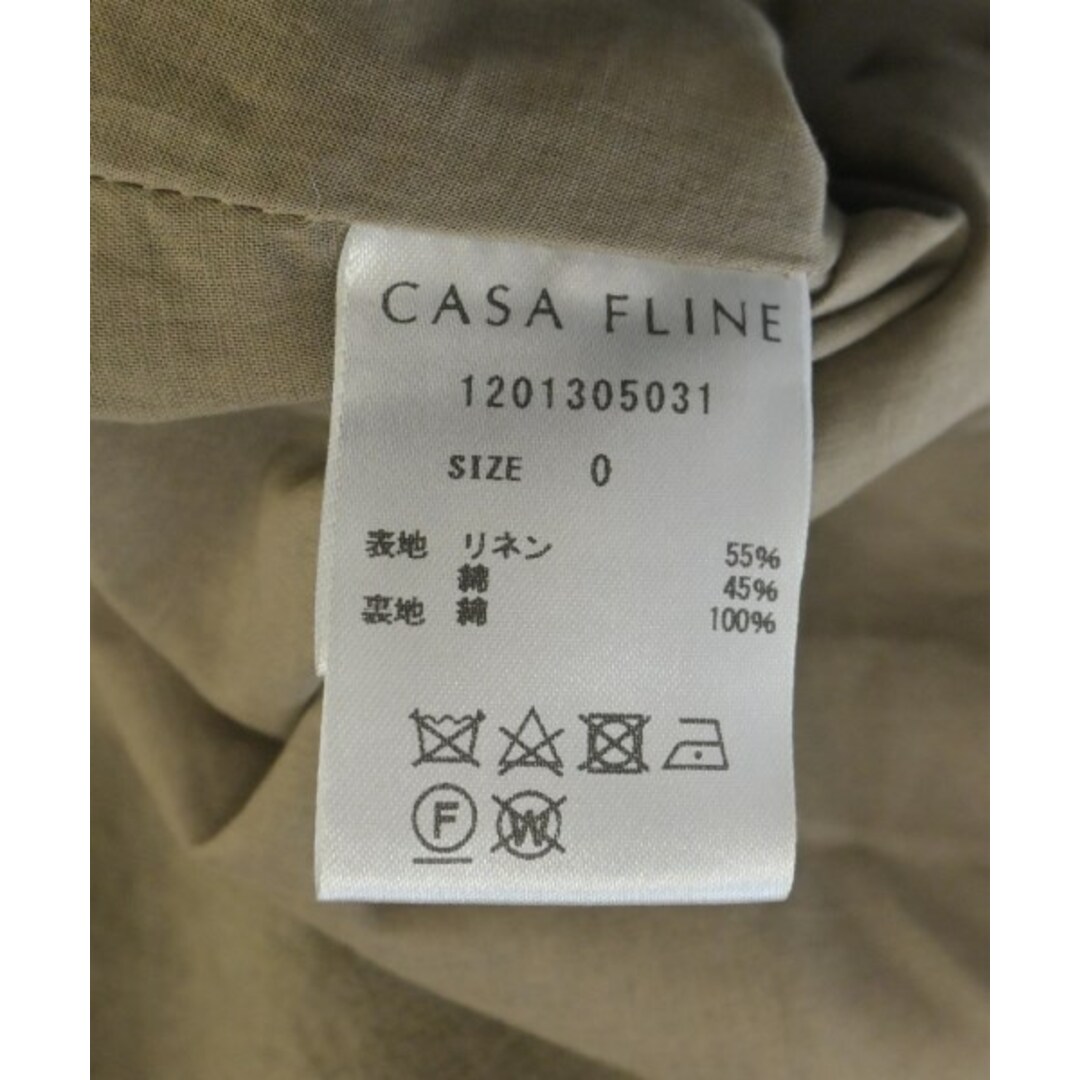 CASA FLINE
1201305031
SIZE 0
表地 リネン 55%
綿 45%
裏地 綿 100%
F W